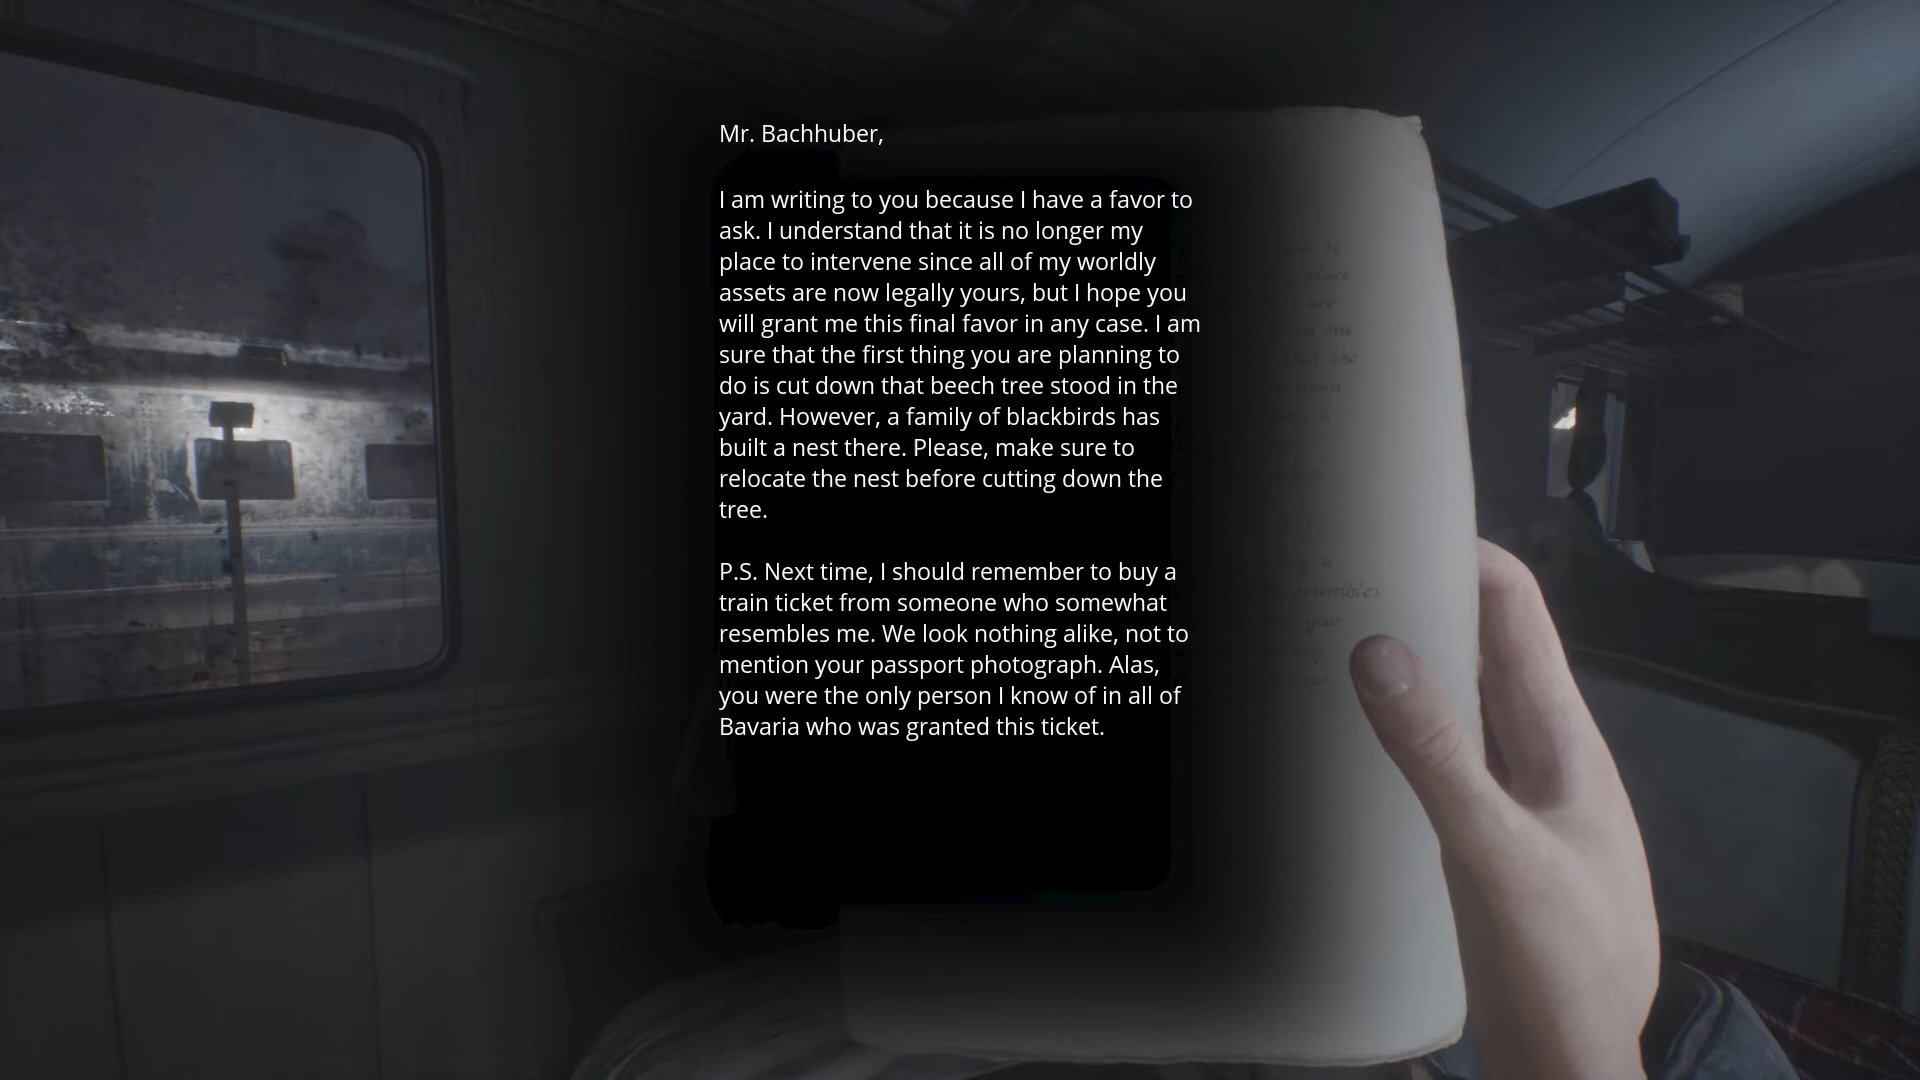 Mr. Bachhuber,
I am writing to you because I have a favor to
ask. I understand that it is no longer my
place to intervene since all of my worldly
assets are now legally yours, but I hope you
will grant me this final favor in any case. I am
sure that the first thing you are planning to
do is cut down that beech tree stood in the
yard. However, a family of blackbirds has
built a nest there. Please, make sure to
relocate the nest before cutting down the
tree.
P.S. Next time, I should remember to buy a
train ticket from someone who somewhat
resembles me. We look nothing alike, not to
mention your passport photograph. Alas,
you were the only person I know of in all of
Bavaria who was granted this ticket.
place
resembles
your